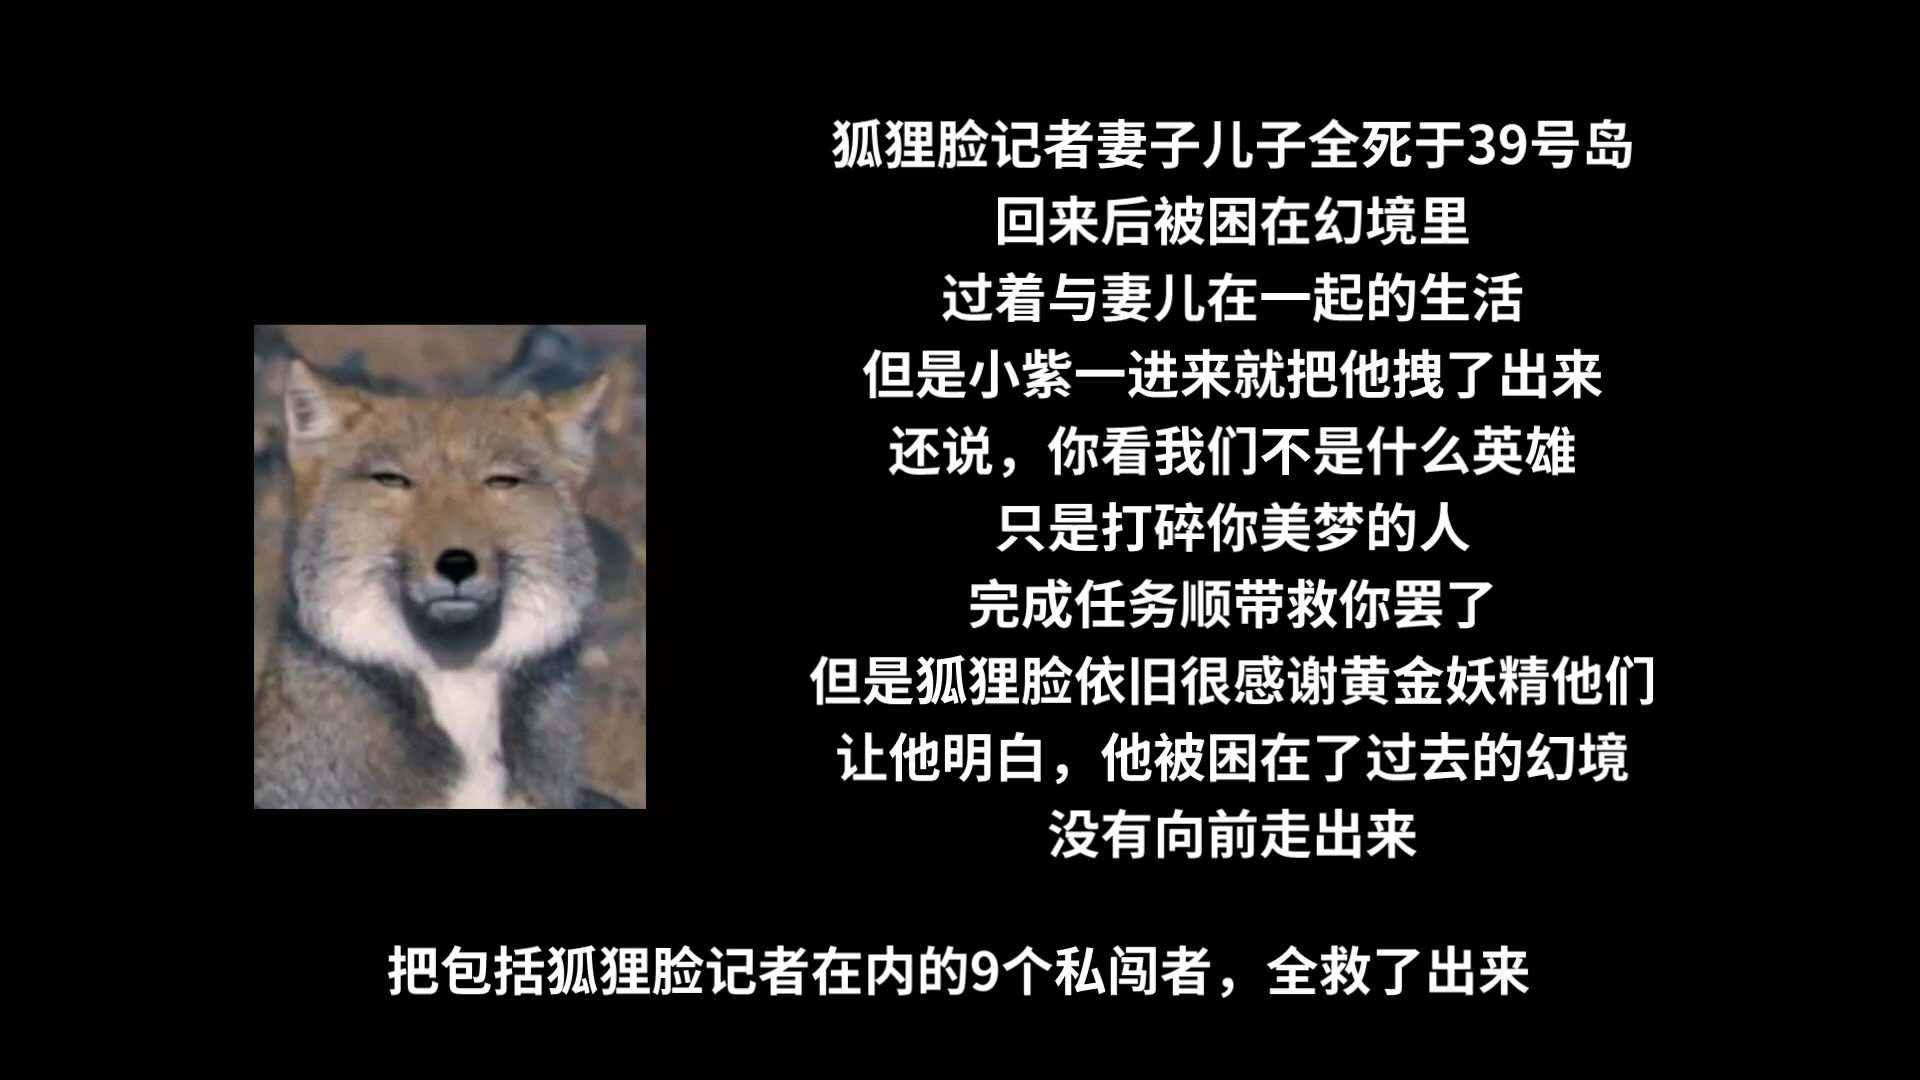 狐狸脸记者妻子儿子全死于39号岛
回来后被困在幻境里
过着与妻儿在一起的生活
但是小紫一进来就把他拽了出来
还说，你看我们不是什么英雄
只是打碎你美梦的人
完成任务顺带救你罢了
但是狐狸脸依旧很感谢黄金妖精他们
让他明白，他被困在了过去的幻境
没有向前走出来
把包括狐狸脸记者在内的9个私闯者，全救了出来